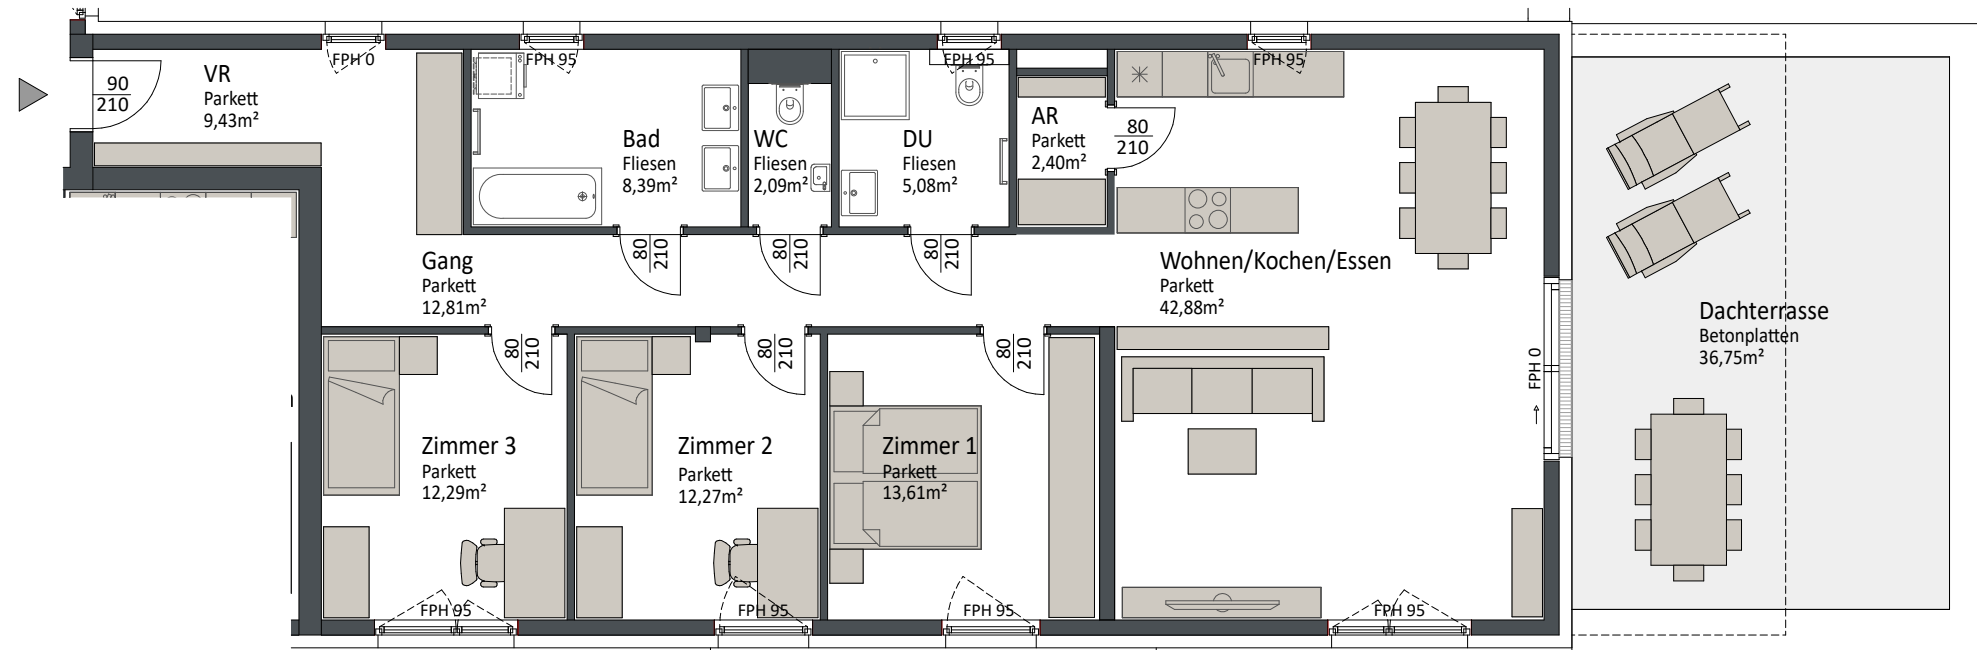 FPH 0
FPH 95
FPH 95
FPH 95
90
210
VR
Parkett
9,43m²
Bad
Fliesen
8,39m²
WC
Fliesen
2,09m²
DU
Fliesen
5,08m²
AR
Parkett
2,40m²
80
210
80
210
80
210
80
210
Gang
Parkett
12,81m²
Wohnen/Kochen/Essen
Parkett
42,88m²
Dachterrasse
Betonplatten
36,75m²
80
210
80
210
80
210
FPH 0
Zimmer 3
Parkett
12,29m²
Zimmer 2
Parkett
12,27m²
Zimmer 1
Parkett
13,61m²
FPH 95
FPH 95
FPH 95
FPH 95